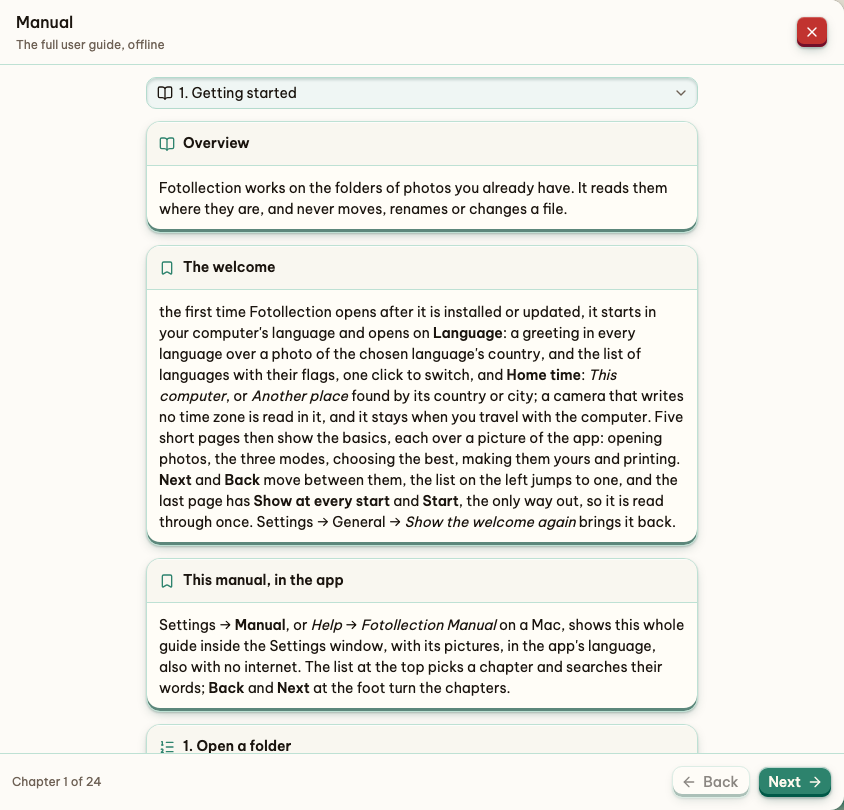 Manual
The full user guide, offline
1. Getting started
Overview
Fotollection works on the folders of photos you already have. It reads them
where they are, and never moves, renames or changes a file.
The welcome
the first time Fotollection opens after it is installed or updated, it starts in
your computer's language and opens on Language: a greeting in every
language over a photo of the chosen language's country, and the list of
languages with their flags, one click to switch, and Home time: This
computer, or Another place found by its country or city; a camera that writes
no time zone is read in it, and it stays when you travel with the computer. Five
short pages then show the basics, each over a picture of the app: opening
photos, the three modes, choosing the best, making them yours and printing.
Next and Back move between them, the list on the left jumps to one, and the
last page has Show at every start and Start, the only way out, so it is read
through once. Settings → General → Show the welcome again brings it back.
This manual, in the app
Settings → Manual, or Help → Fotollection Manual on a Mac, shows this whole
guide inside the Settings window, with its pictures, in the app's language,
also with no internet. The list at the top picks a chapter and searches their
words; Back and Next at the foot turn the chapters.
1. Open a folder
Chapter 1 of 24
← Back
Next →